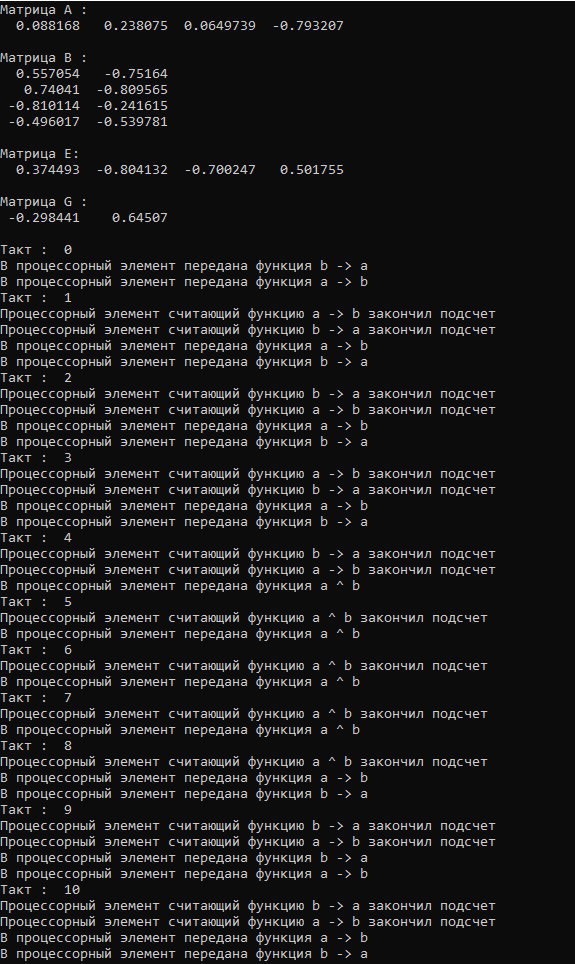 Матрица A :
0.088168 0.238075 0.0649739 -0.793207
Матрица B :
0.557054 -0.75164
0.74041 -0.809565
-0.810114 -0.241615
-0.496017 -0.539781
Матрица E:
0.374493 -0.804132 -0.700247 0.501755
Матрица G :
-0.298441 0.64507
Такт : 0
В процессорный элемент передана функция b -> a
В процессорный элемент передана функция a -> b
Такт : 1
Процессорный элемент считающий функцию a -> b закончил подсчет
Процессорный элемент считающий функцию b -> a закончил подсчет
В процессорный элемент передана функция a -> b
В процессорный элемент передана функция b -> a
Такт : 2
Процессорный элемент считающий функцию b -> a закончил подсчет
Процессорный элемент считающий функцию a -> b закончил подсчет
В процессорный элемент передана функция a -> b
В процессорный элемент передана функция b -> a
Такт : 3
Процессорный элемент считающий функцию a -> b закончил подсчет
Процессорный элемент считающий функцию b -> a закончил подсчет
В процессорный элемент передана функция a -> b
В процессорный элемент передана функция b -> a
Такт : 4
Процессорный элемент считающий функцию b -> a закончил подсчет
Процессорный элемент считающий функцию a -> b закончил подсчет
В процессорный элемент передана функция a ^ b
Такт : 5
Процессорный элемент считающий функцию a ^ b закончил подсчет
В процессорный элемент передана функция a ^ b
Такт : 6
Процессорный элемент считающий функцию a ^ b закончил подсчет
В процессорный элемент передана функция a ^ b
Такт : 7
Процессорный элемент считающий функцию a ^ b закончил подсчет
В процессорный элемент передана функция a ^ b
Такт : 8
Процессорный элемент считающий функцию a ^ b закончил подсчет
В процессорный элемент передана функция a -> b
В процессорный элемент передана функция b -> a
Такт : 9
Процессорный элемент считающий функцию b -> a закончил подсчет
Процессорный элемент считающий функцию a -> b закончил подсчет
В процессорный элемент передана функция b -> a
В процессорный элемент передана функция a -> b
Такт : 10
Процессорный элемент считающий функцию b -> a закончил подсчет
Процессорный элемент считающий функцию a -> b закончил подсчет
В процессорный элемент передана функция a -> b
В процессорный элемент передана функция b -> a